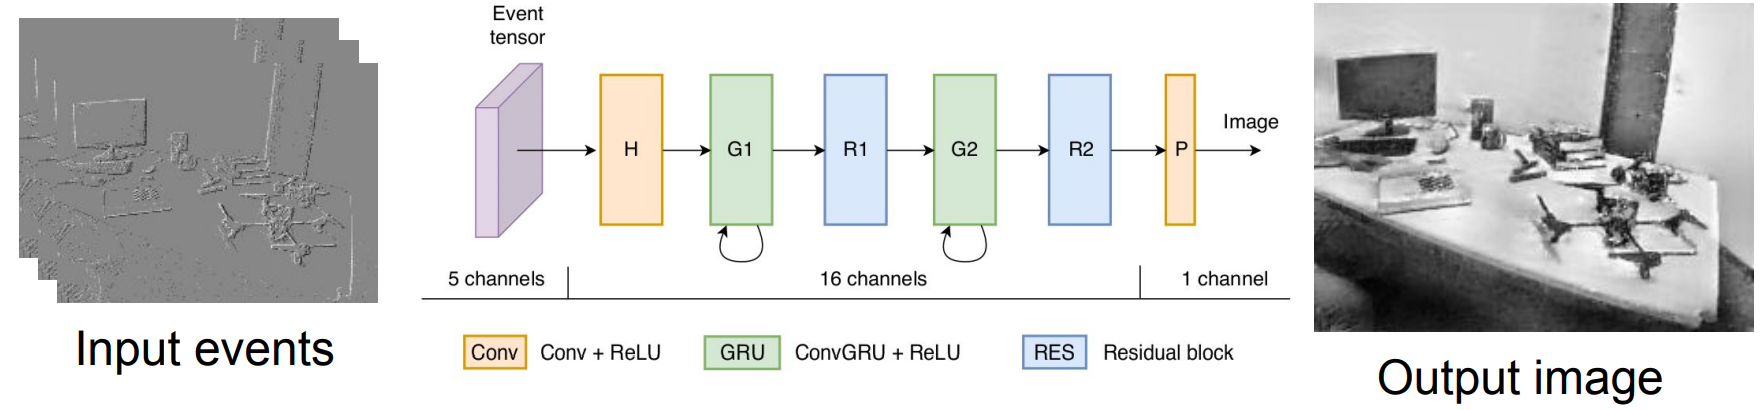 Event
tensor
H
G1
R1
G2
R2
P
Image
5 channels
16 channels
1 channel
Conv
Conv + ReLU
GRU
ConvGRU + ReLU
RES
Residual block
Input events
Output image